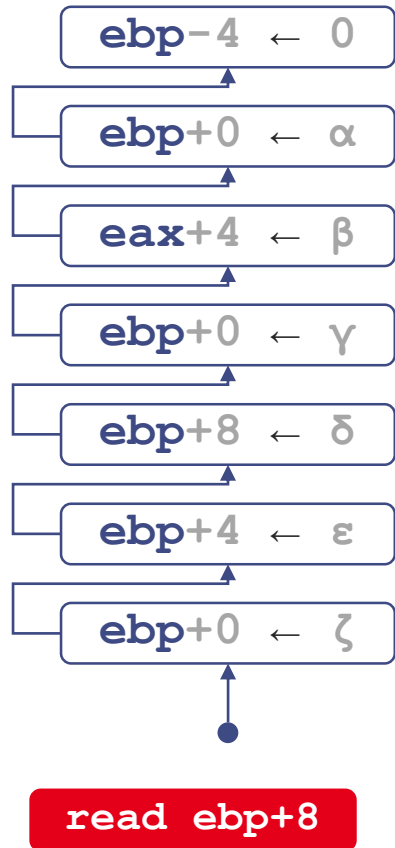 ebp-4 ← 0
ebp+0 ← α
eax+4 ← β
ebp+0 ← γ
ebp+8 ← δ
ebp+4 ← ε
ebp+0 ← ζ
read ebp+8